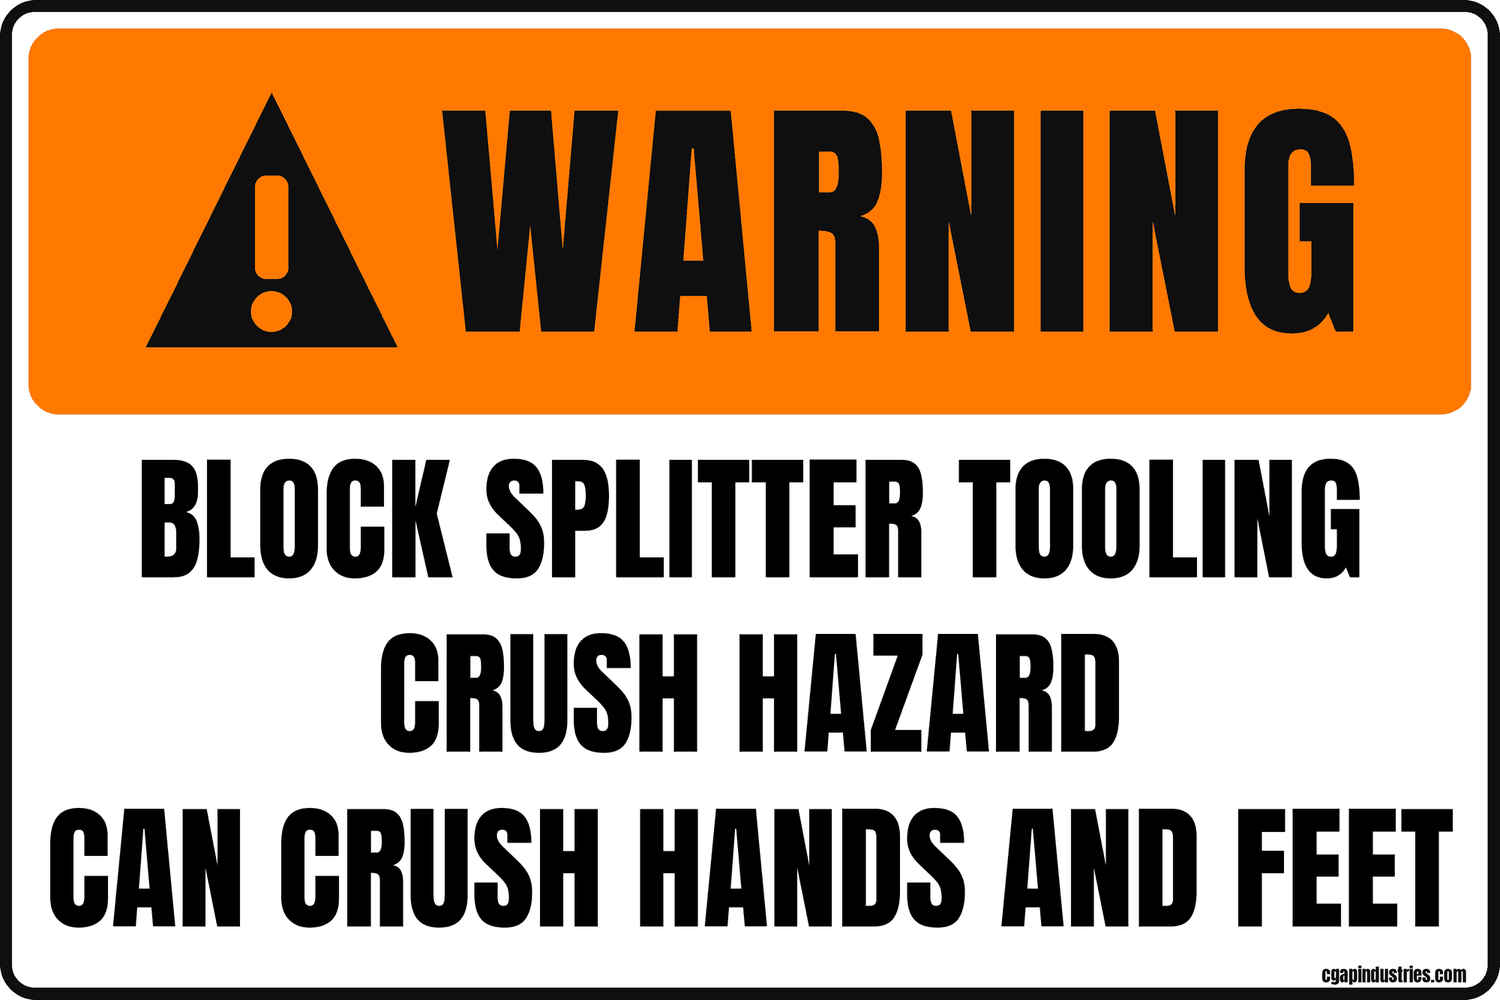 WARNING
BLOCK SPLITTER TOOLING
CRUSH HAZARD
CAN CRUSH HANDS AND FEET
cgapindustries.com